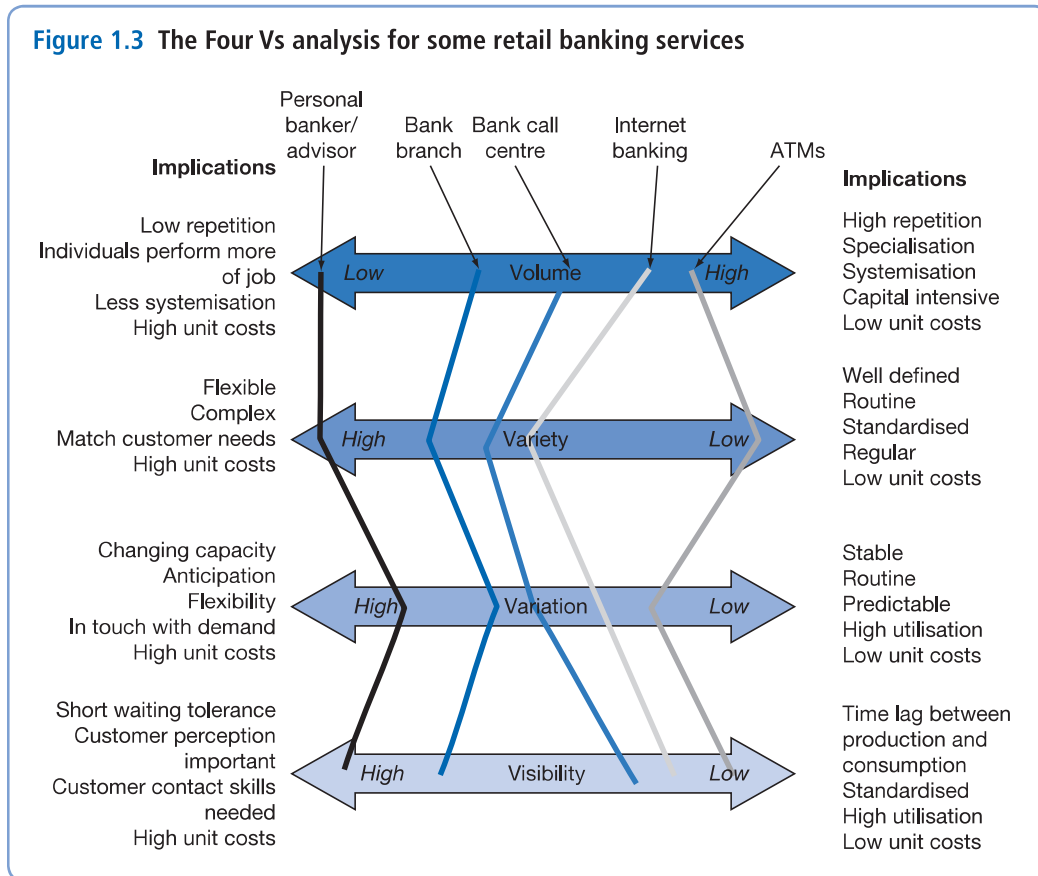 Figure 1.3 The Four Vs analysis for some retail banking services
Personal
banker/
advisor
Bank
branch
Bank call
centre
Internet
banking
ATMs
Implications
Implications
Low repetition
Individuals perform more
of job
Less systemisation
High unit costs
Low
Volume
High
High repetition
Specialisation
Systemisation
Capital intensive
Low unit costs
Flexible
Complex
Match customer needs
High unit costs
High
Variety
Low
Well defined
Routine
Standardised
Regular
Low unit costs
Changing capacity
Anticipation
Flexibility
In touch with demand
High unit costs
High
Variation
Low
Stable
Routine
Predictable
High utilisation
Low unit costs
Short waiting tolerance
Customer perception
important
Customer contact skills
needed
High unit costs
High
Visibility
Low
Time lag between
production and
consumption
Standardised
High utilisation
Low unit costs